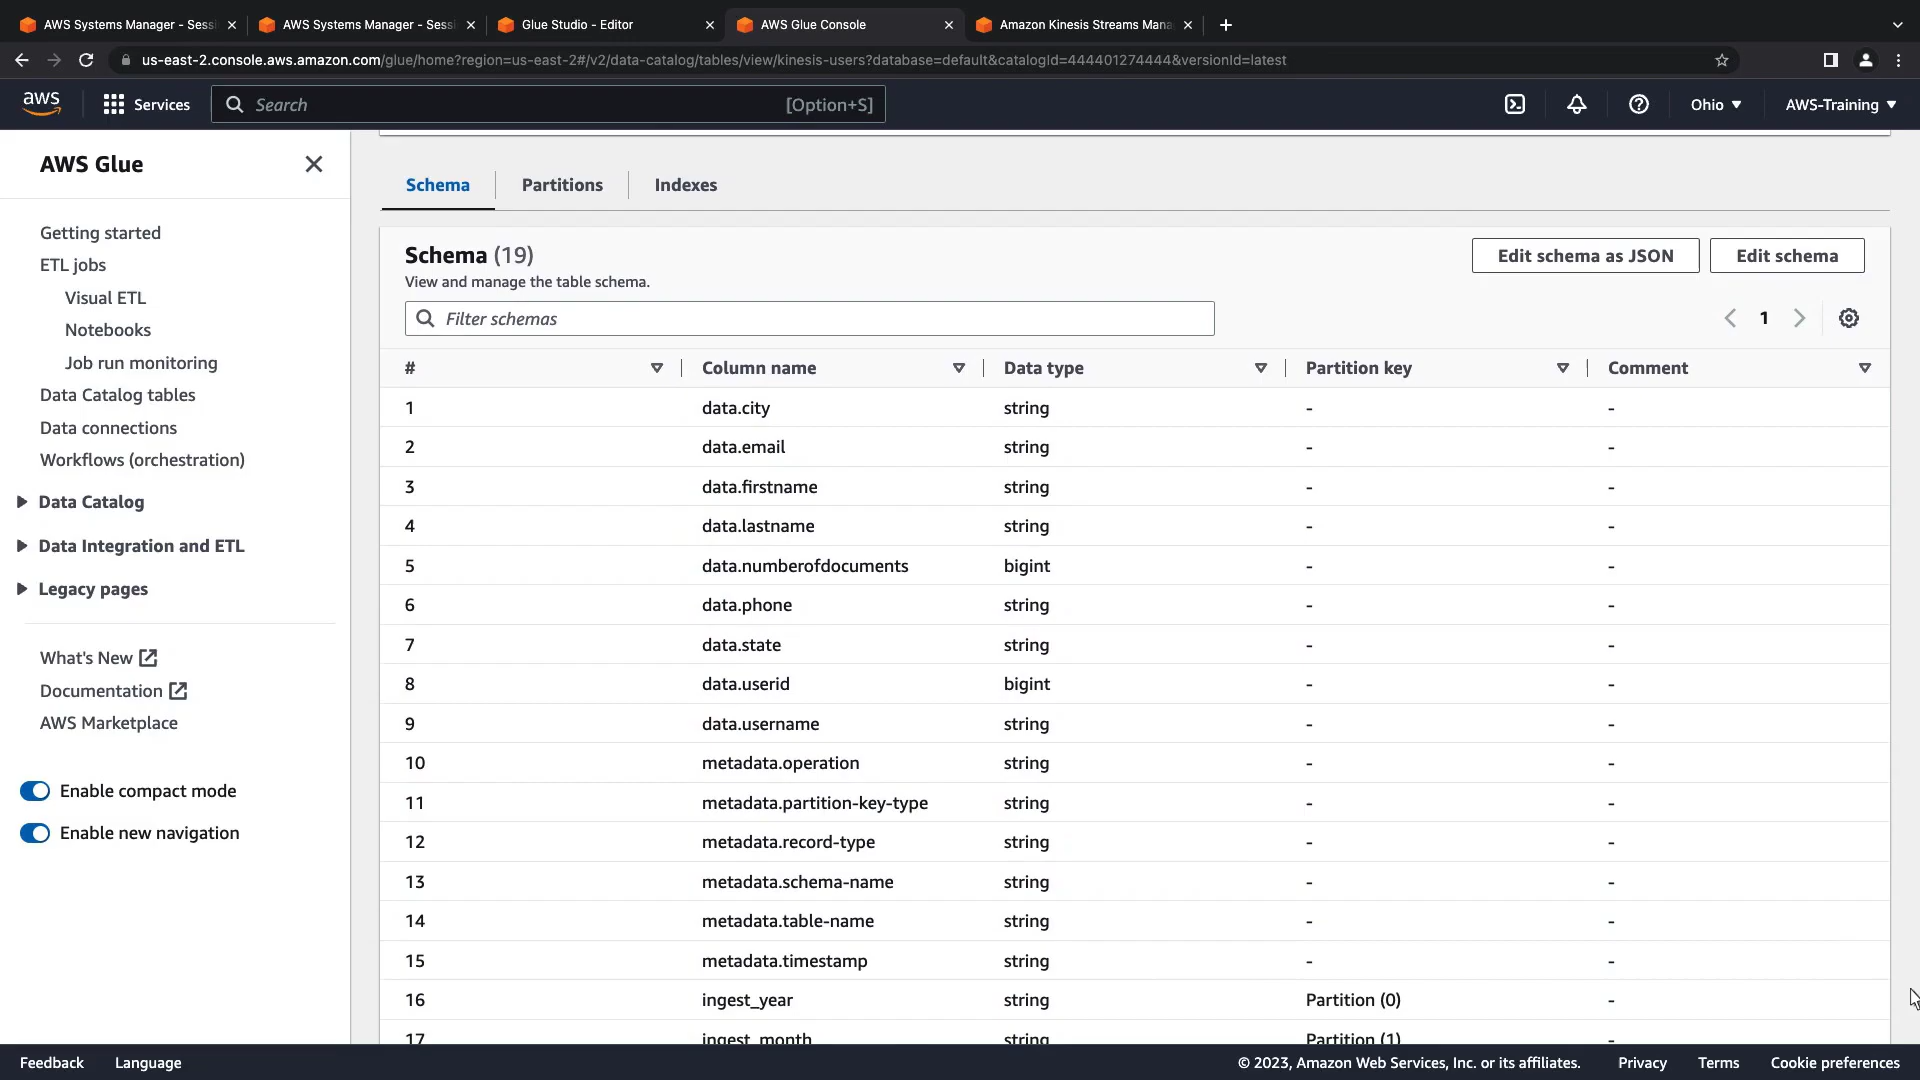 AWS Systems Manager - Sessi
AWS Systems Manager - Sessi
Glue Studio - Editor
AWS Glue Console
Amazon Kinesis Streams Mana
us-east-2.console.aws.amazon.com/glue/home?region=us-east-2#/v2/data-catalog/tables/view/kinesis-users?database=default&catalogId=444401274444&versionId=latest
aws
Services
Search
[Option+S]
Ohio
AWS-Training
AWS Glue
Getting started
ETL jobs
Visual ETL
Notebooks
Job run monitoring
Data Catalog tables
Data connections
Workflows (orchestration)
Data Catalog
Data Integration and ETL
Legacy pages
What's New
Documentation
AWS Marketplace
Enable compact mode
Enable new navigation
Schema
Partitions
Indexes
Schema (19)
View and manage the table schema.
Edit schema as JSON
Edit schema
Filter schemas
1
# Column name Data type Partition key Comment
1 data.city string - -
2 data.email string - -
3 data.firstname string - -
4 data.lastname string - -
5 data.numberofdocuments bigint - -
6 data.phone string - -
7 data.state string - -
8 data.userid bigint - -
9 data.username string - -
10 metadata.operation string - -
11 metadata.partition-key-type string - -
12 metadata.record-type string - -
13 metadata.schema-name string - -
14 metadata.table-name string - -
15 metadata.timestamp string - -
16 ingest_year string Partition (0) -
17 ingest_month string Partition (1) -
Feedback
Language
© 2023, Amazon Web Services, Inc. or its affiliates.
Privacy
Terms
Cookie preferences